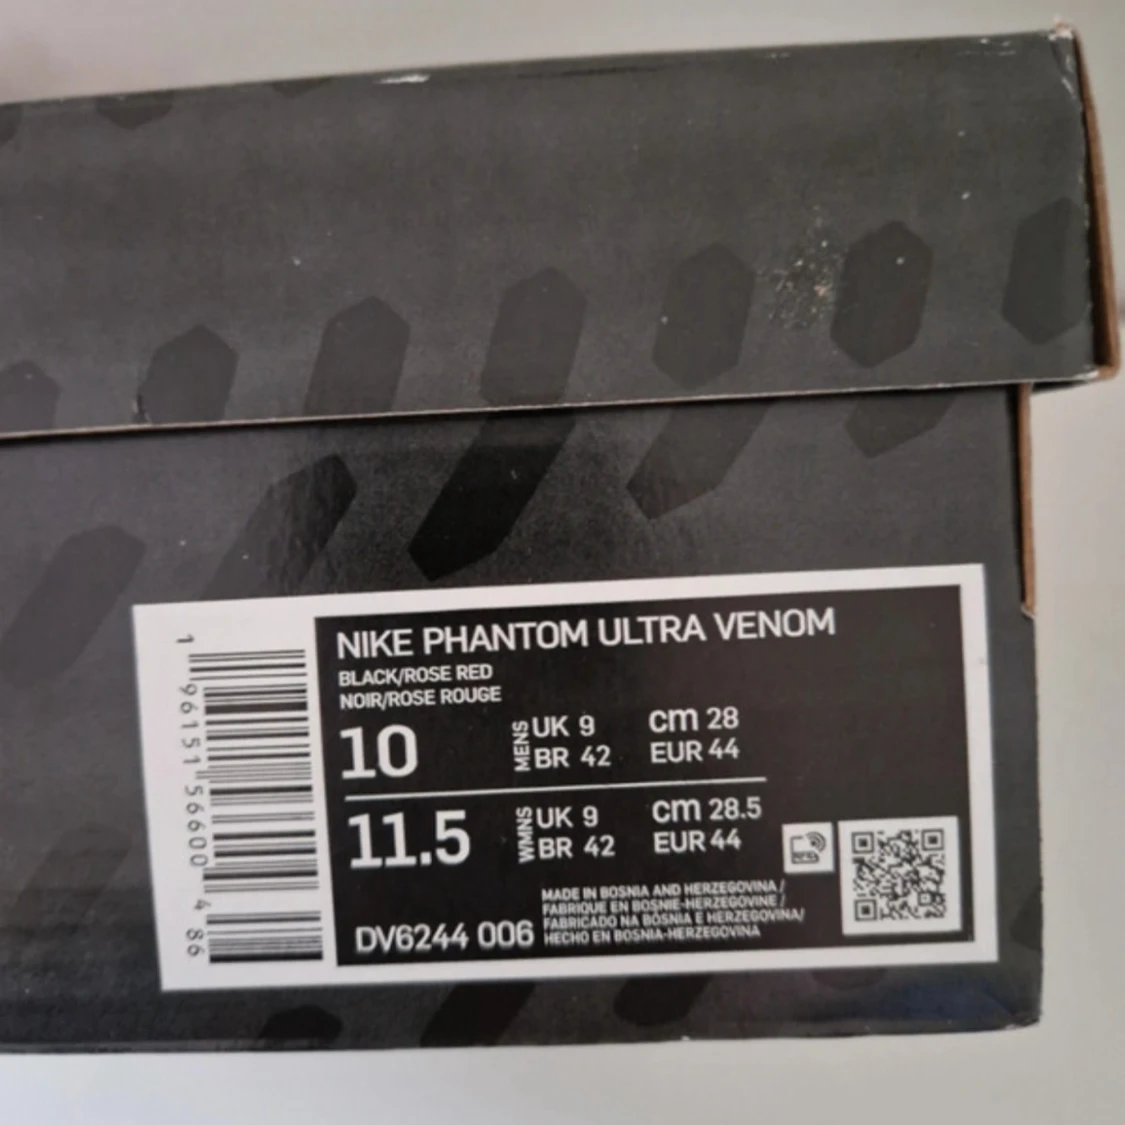 NIKE PHANTOM ULTRA VENOM
BLACK/ROSE RED
NOIR/ROSE ROUGE
10 MENS UK 9 cm 28
BR 42 EUR 44
11.5 WMNS UK 9 cm 28.5
BR 42 EUR 44
MADE IN BOSNIA AND HERZEGOVINA /
FABRIQUE EN BOSNIE-HERZEGOVINE /
FABRICADO NA BÓSNIA E HERZEGOVINA/
HECHO EN BOSNIA-HERZEGOVINA
DV6244 006
1 96151 56600 4 86